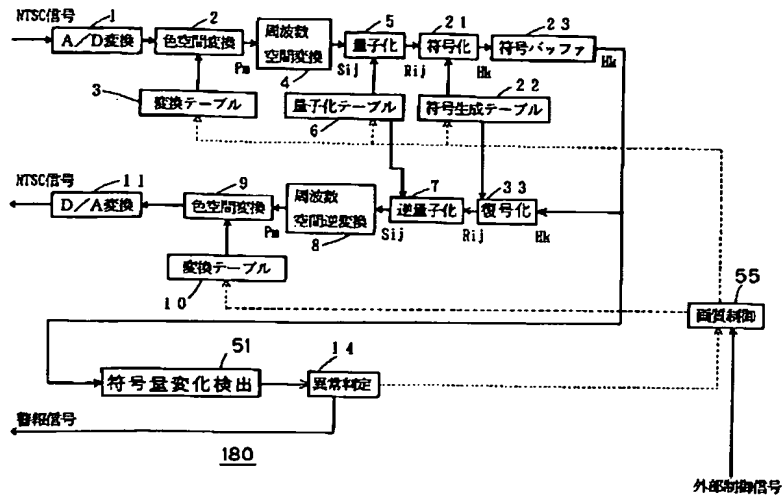 NTSC信号
1
A/D変換
2
色空間変換
Pm
周波数
空間変換
4
Sij
5
量子化
Rij
21
符号化
Hk
23
符号バッファ
Hk
3
変換テーブル
量子化テーブル
6
22
符号生成テーブル
NTSC信号
11
D/A変換
9
色空間変換
Pm
周波数
空間逆変換
8
Sij
7
逆量子化
Rij
33
復号化
Hk
変換テーブル
10
55
画質制御
51
符号量変化検出
14
異常判定
警報信号
180
外部制御信号